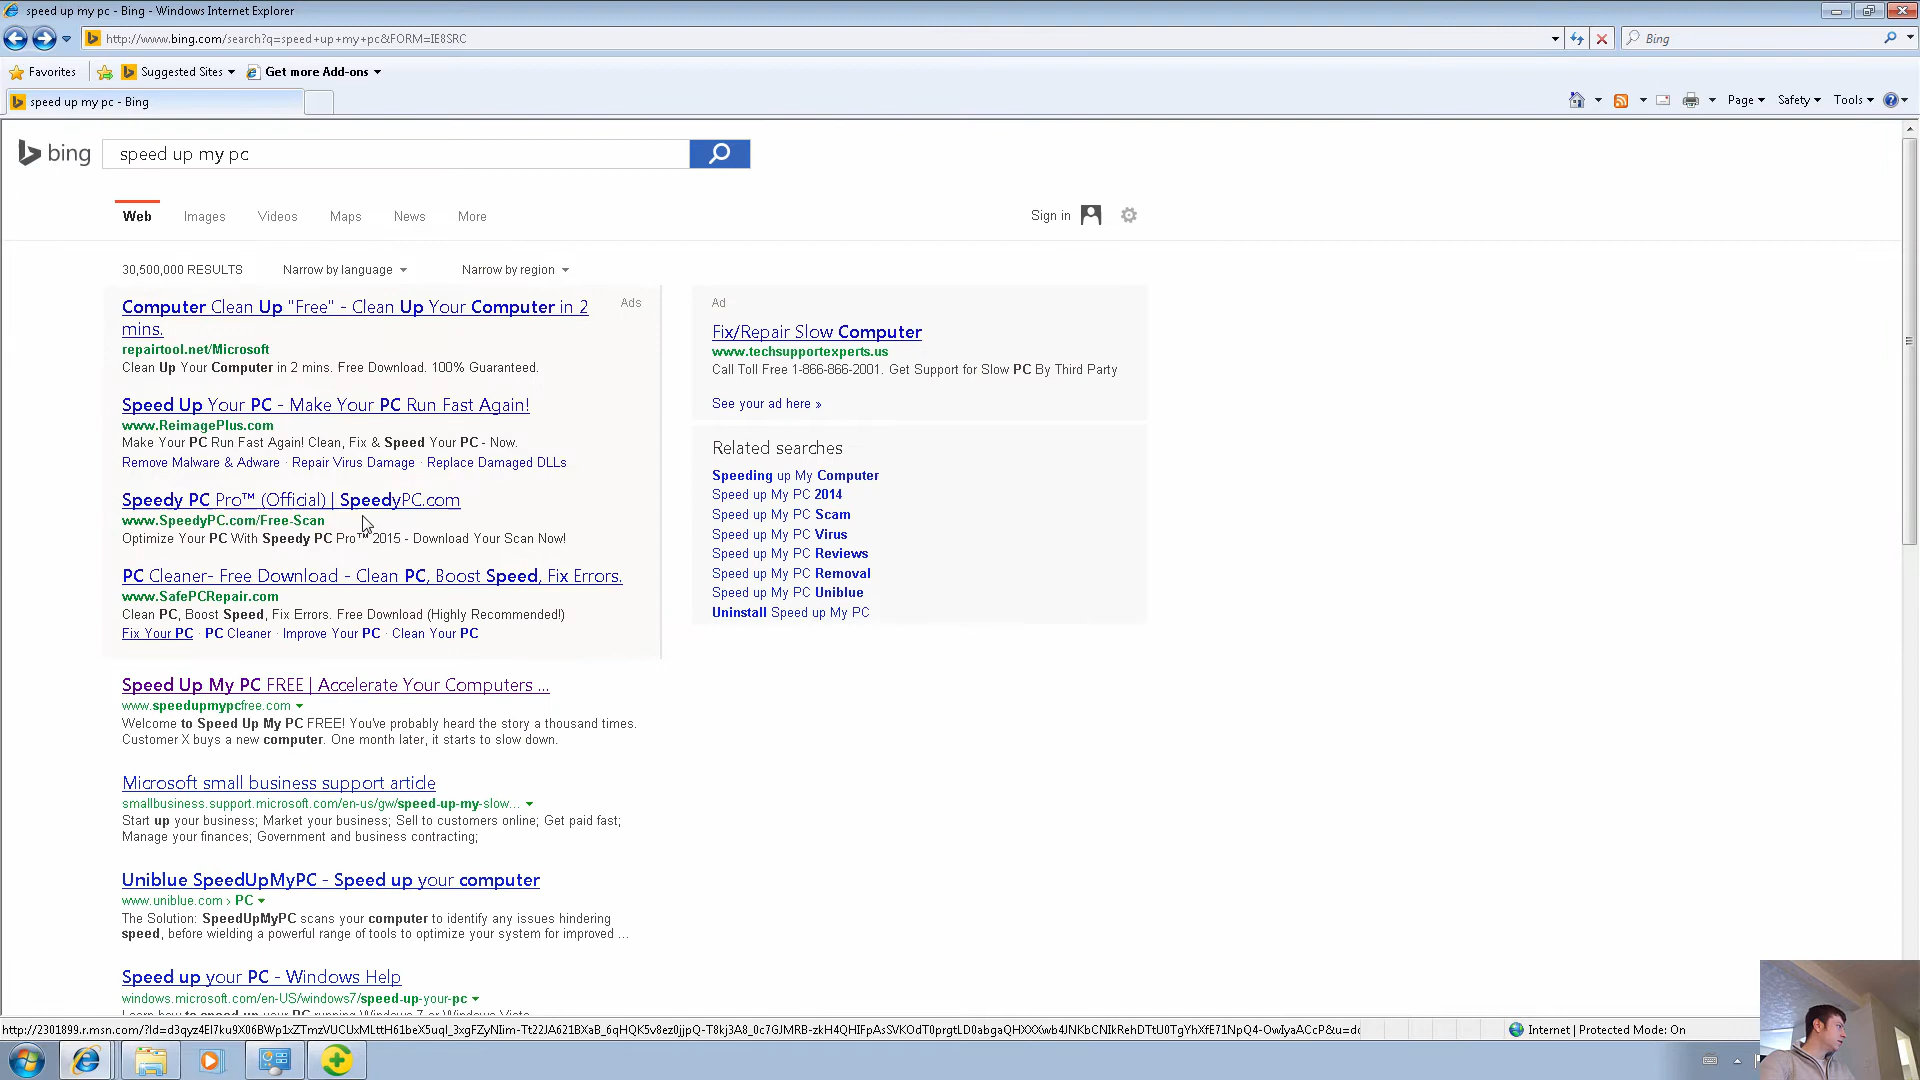 speed up my pc - Bing - Windows Internet Explorer
http://www.bing.com/search?q=speed+up+my+pc&FORM=IE8SRC
Bing
Favorites
Suggested Sites
Get more Add-ons
speed up my pc - Bing
Page
Safety
Tools
bing
speed up my pc
Web
Images
Videos
Maps
News
More
Sign in
30,500,000 RESULTS
Narrow by language
Narrow by region
Ads
Computer Clean Up "Free" - Clean Up Your Computer in 2
mins.
repairtool.net/Microsoft
Clean Up Your Computer in 2 mins. Free Download. 100% Guaranteed.
Speed Up Your PC - Make Your PC Run Fast Again!
www.ReimagePlus.com
Make Your PC Run Fast Again! Clean, Fix & Speed Your PC - Now.
Remove Malware & Adware · Repair Virus Damage · Replace Damaged DLLs
Speedy PC Pro™ (Official) | SpeedyPC.com
www.SpeedyPC.com/Free-Scan
Optimize Your PC With Speedy PC Pro™ 2015 - Download Your Scan Now!
PC Cleaner- Free Download - Clean PC, Boost Speed, Fix Errors.
www.SafePCRepair.com
Clean PC, Boost Speed, Fix Errors. Free Download (Highly Recommended!)
Fix Your PC · PC Cleaner · Improve Your PC · Clean Your PC
Speed Up My PC FREE | Accelerate Your Computers ...
www.speedupmypcfree.com
Welcome to Speed Up My PC FREE! You've probably heard the story a thousand times.
Customer X buys a new computer. One month later, it starts to slow down.
Microsoft small business support article
smallbusiness.support.microsoft.com/en-us/gw/speed-up-my-slow...
Start up your business; Market your business; Sell to customers online; Get paid fast;
Manage your finances; Government and business contracting;
Uniblue SpeedUpMyPC - Speed up your computer
www.uniblue.com › PC
The Solution: SpeedUpMyPC scans your computer to identify any issues hindering
speed, before wielding a powerful range of tools to optimize your system for improved ...
Speed up your PC - Windows Help
windows.microsoft.com/en-US/windows7/speed-up-your-pc
Ad
Fix/Repair Slow Computer
www.techsupportexperts.us
Call Toll Free 1-866-866-2001. Get Support for Slow PC By Third Party
See your ad here »
Related searches
Speeding up My Computer
Speed up My PC 2014
Speed up My PC Scam
Speed up My PC Virus
Speed up My PC Reviews
Speed up My PC Removal
Speed up My PC Uniblue
Uninstall Speed up My PC
Internet | Protected Mode: On